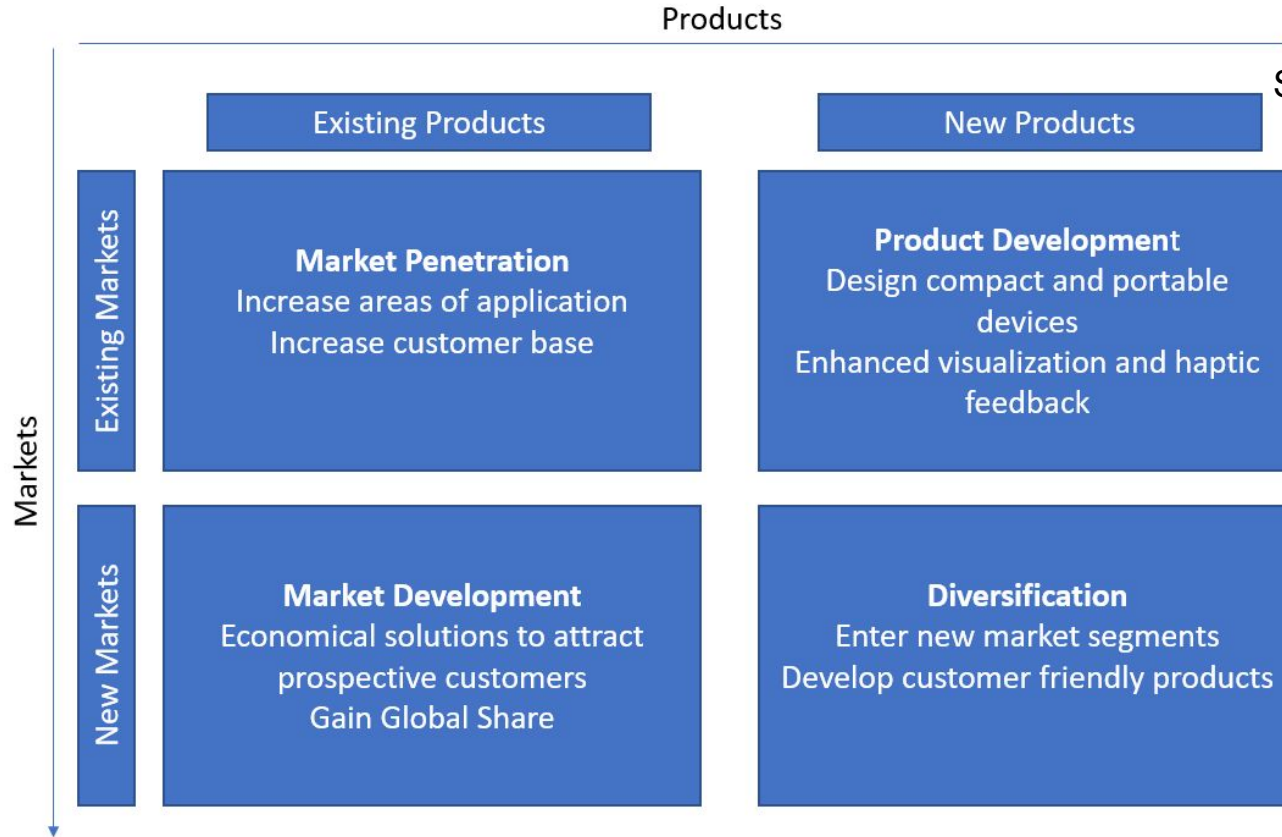 Products
S
Existing Products
New Products
Markets
Existing Markets
Market Penetration
Increase areas of application
Increase customer base
Product Development
Design compact and portable
devices
Enhanced visualization and haptic
feedback
New Markets
Market Development
Economical solutions to attract
prospective customers
Gain Global Share
Diversification
Enter new market segments
Develop customer friendly products